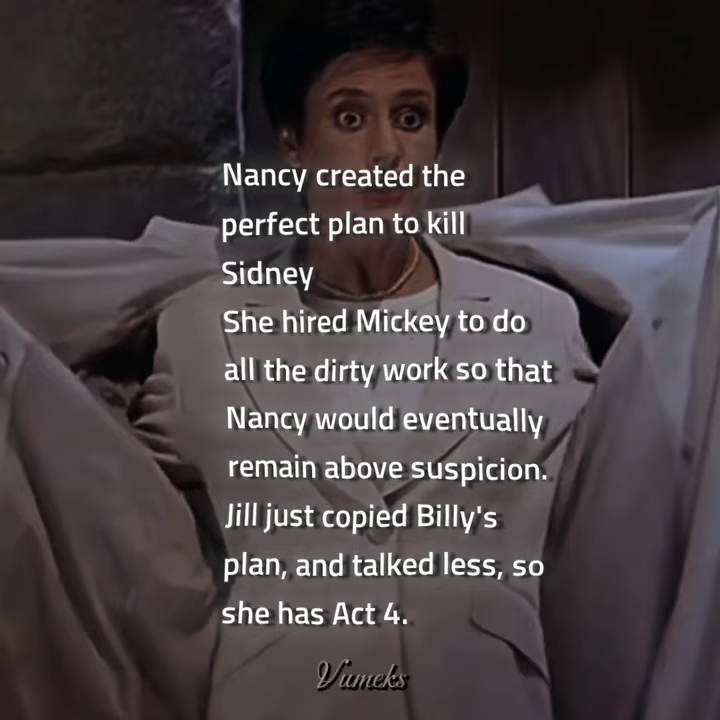 Nancy created the
perfect plan to kill
Sidney
She hired Mickey to do
all the dirty work so that
Nancy would eventually
remain above suspicion.
Jill just copied Billy's
plan, and talked less, so
she has Act 4.
Vumeks